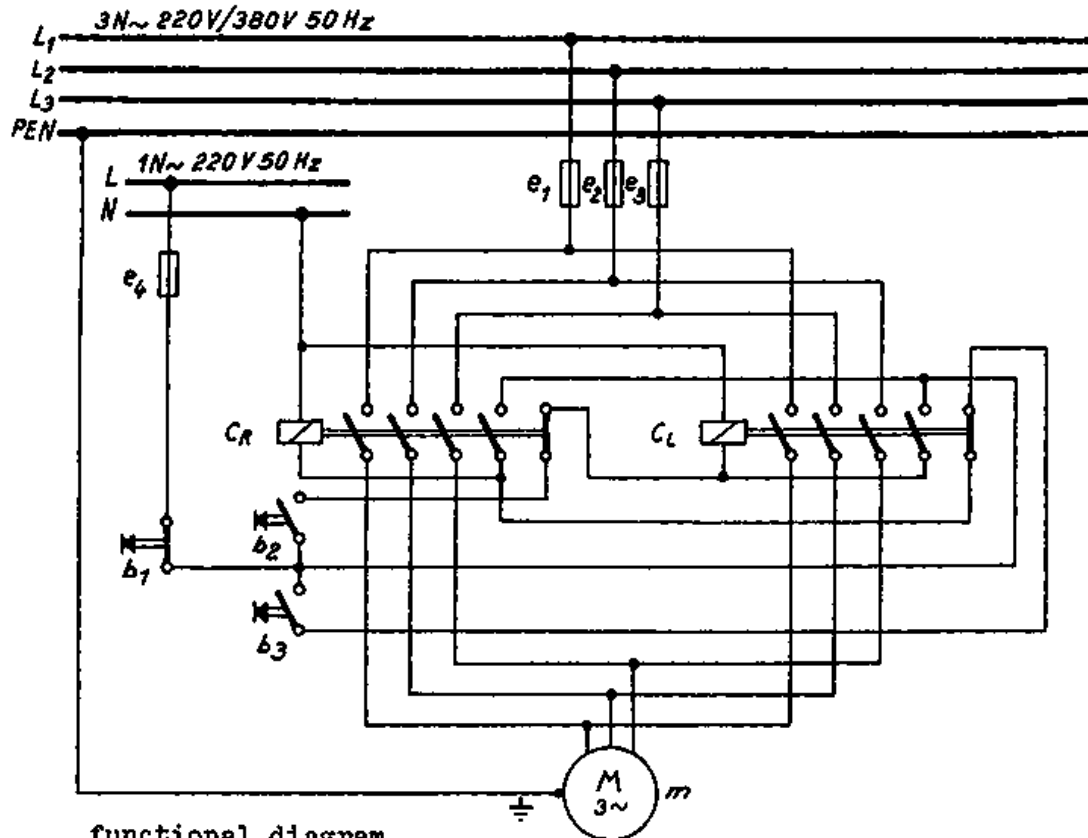 3N~ 220V/380V 50 Hz
L1
L2
L3
PEN
1N~ 220V 50 Hz
L
N
e1 e2 e3
e4
CR
CL
b1
b2
b3
M
3~
m
functional diagram